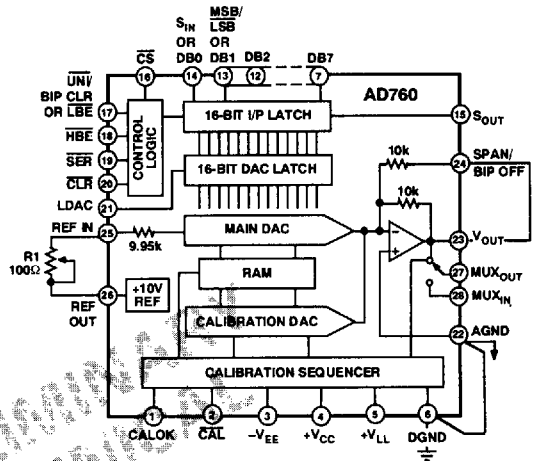 S_IN OR DB0
MSB/LSB OR DB1
DB2
DB7
CS
16
14
13
12
7
AD760
UNI/BIP CLR OR LBE
17
HBE
18
SER
19
CLR
20
LDAC
21
CONTROL LOGIC
16-BIT I/P LATCH
15
S_OUT
16-BIT DAC LATCH
10k
24
SPAN/BIP OFF
10k
REF IN
25
9.95k
MAIN DAC
−
+
23
V_OUT
R1
100Ω
RAM
27
MUX_OUT
26
REF OUT
+10V REF
28
MUX_IN
CALIBRATION DAC
22
AGND
CALIBRATION SEQUENCER
1
2
3
4
5
6
CALOK
CAL
−V_EE
+V_CC
+V_LL
DGND